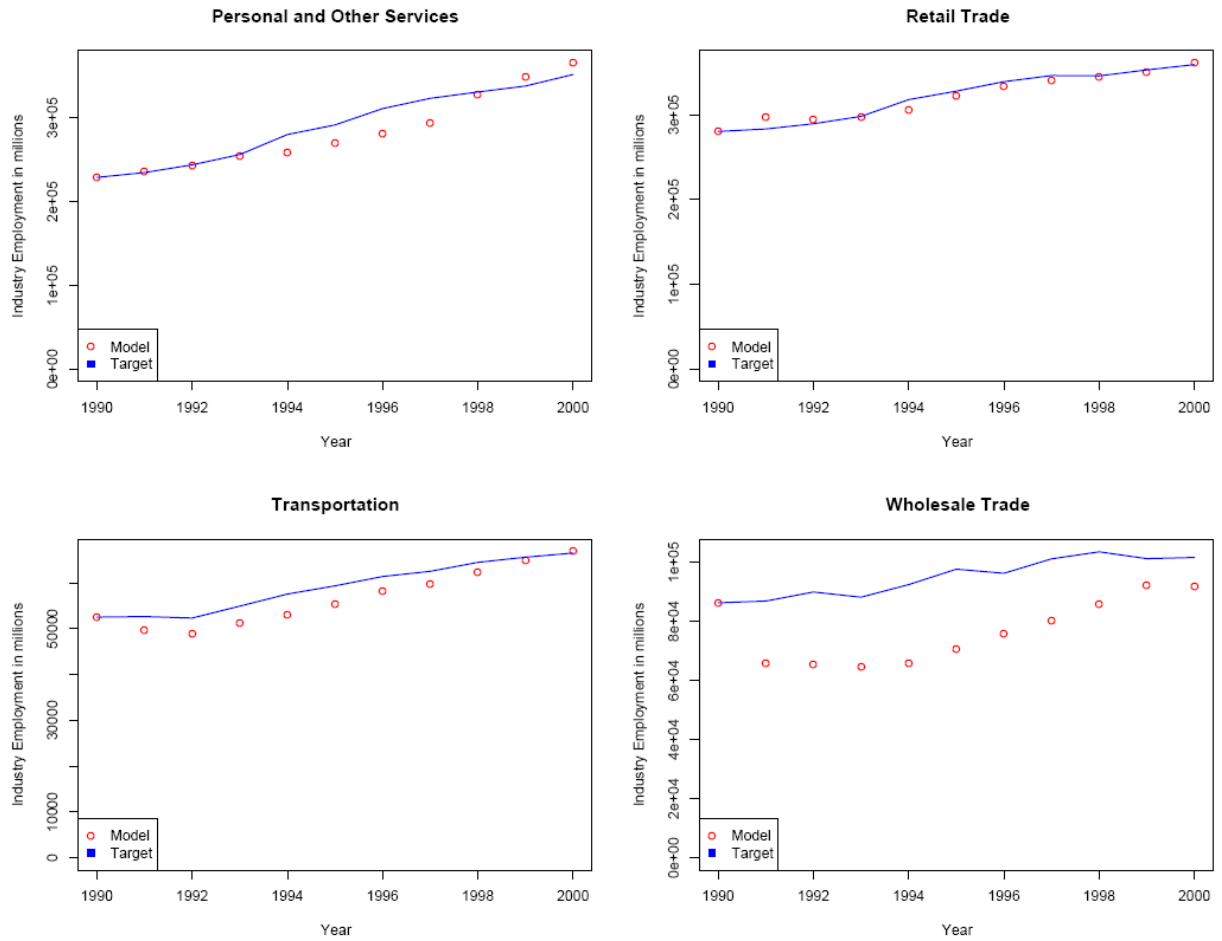 Personal and Other Services
Industry Employment in millions
3e+05
2e+05
1e+05
0e+00
Model
Target
1990 1992 1994 1996 1998 2000
Year
Retail Trade
Industry Employment in millions
3e+05
2e+05
1e+05
0e+00
Model
Target
1990 1992 1994 1996 1998 2000
Year
Transportation
Industry Employment in millions
50000
30000
10000
0
Model
Target
1990 1992 1994 1996 1998 2000
Year
Wholesale Trade
Industry Employment in millions
1e+05
8e+04
6e+04
4e+04
2e+04
0e+00
Model
Target
1990 1992 1994 1996 1998 2000
Year